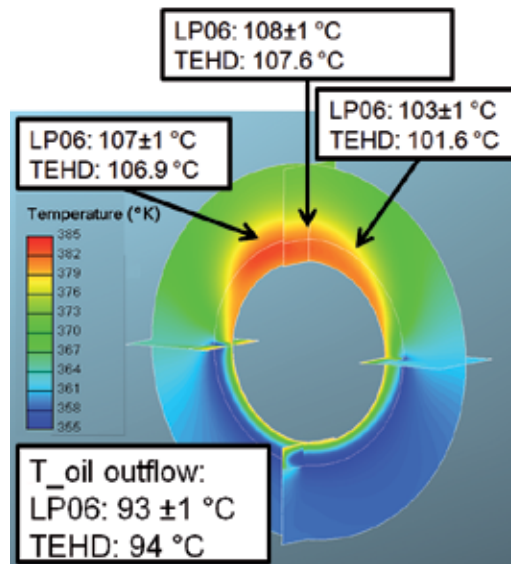 LP06: 108±1 °C
TEHD: 107.6 °C
LP06: 103±1 °C
TEHD: 101.6 °C
LP06: 107±1 °C
TEHD: 106.9 °C
Temperature (°K)
385
382
379
376
373
370
367
364
361
358
355
T_oil outflow:
LP06: 93 ±1 °C
TEHD: 94 °C